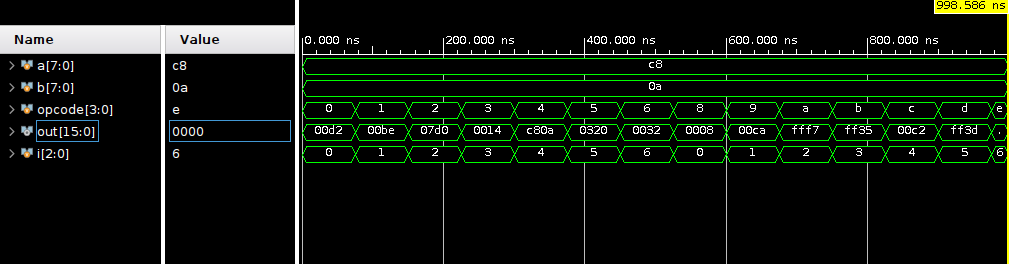 998.586 ns
Name Value 0.000 ns 200.000 ns 400.000 ns 600.000 ns 800.000 ns
a[7:0] c8 c8
b[7:0] 0a 0a
opcode[3:0] e 0 1 2 3 4 5 6 8 9 a b c d e
out[15:0] 0000 00d2 00be 07d0 0014 c80a 0320 0032 0008 00ca fff7 ff35 00c2 ff3d .
i[2:0] 6 0 1 2 3 4 5 6 0 1 2 3 4 5 6